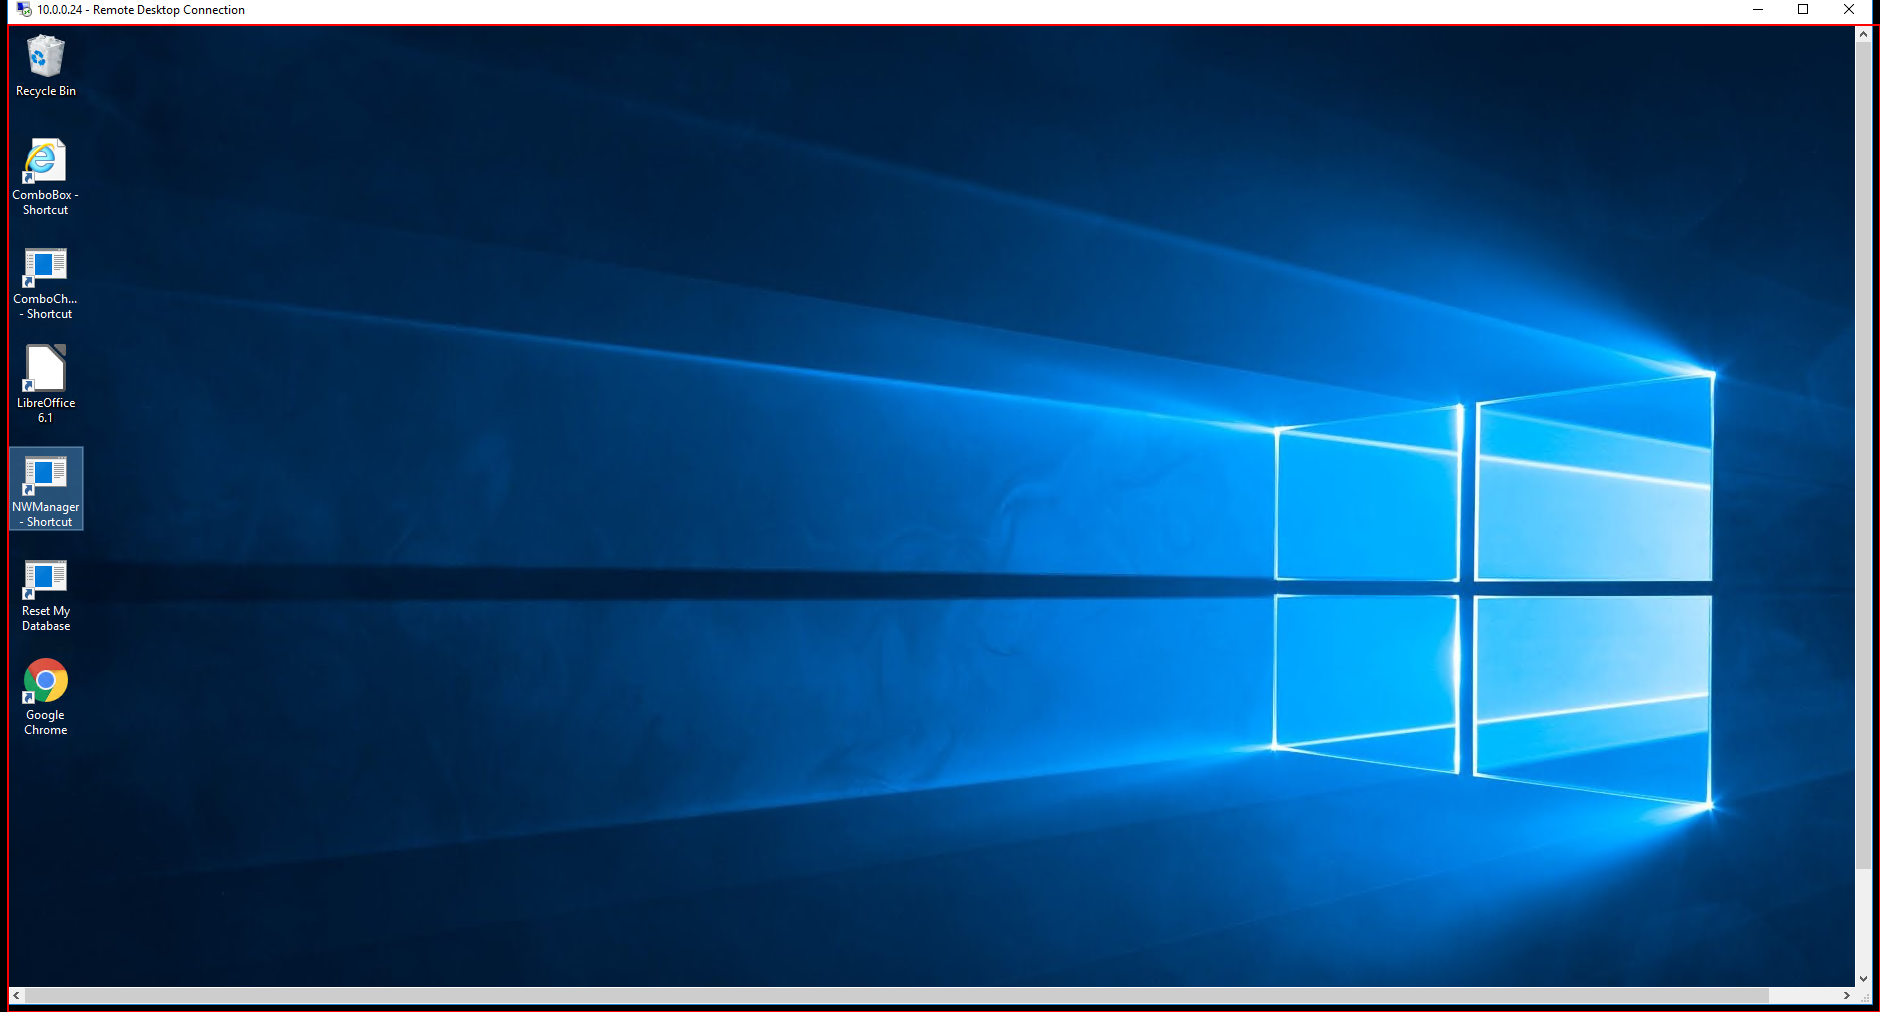 10.0.0.24 - Remote Desktop Connection
Recycle Bin
ComboBox -
Shortcut
ComboCh...
- Shortcut
LibreOffice
6.1
NWManager
- Shortcut
Reset My
Database
Google
Chrome